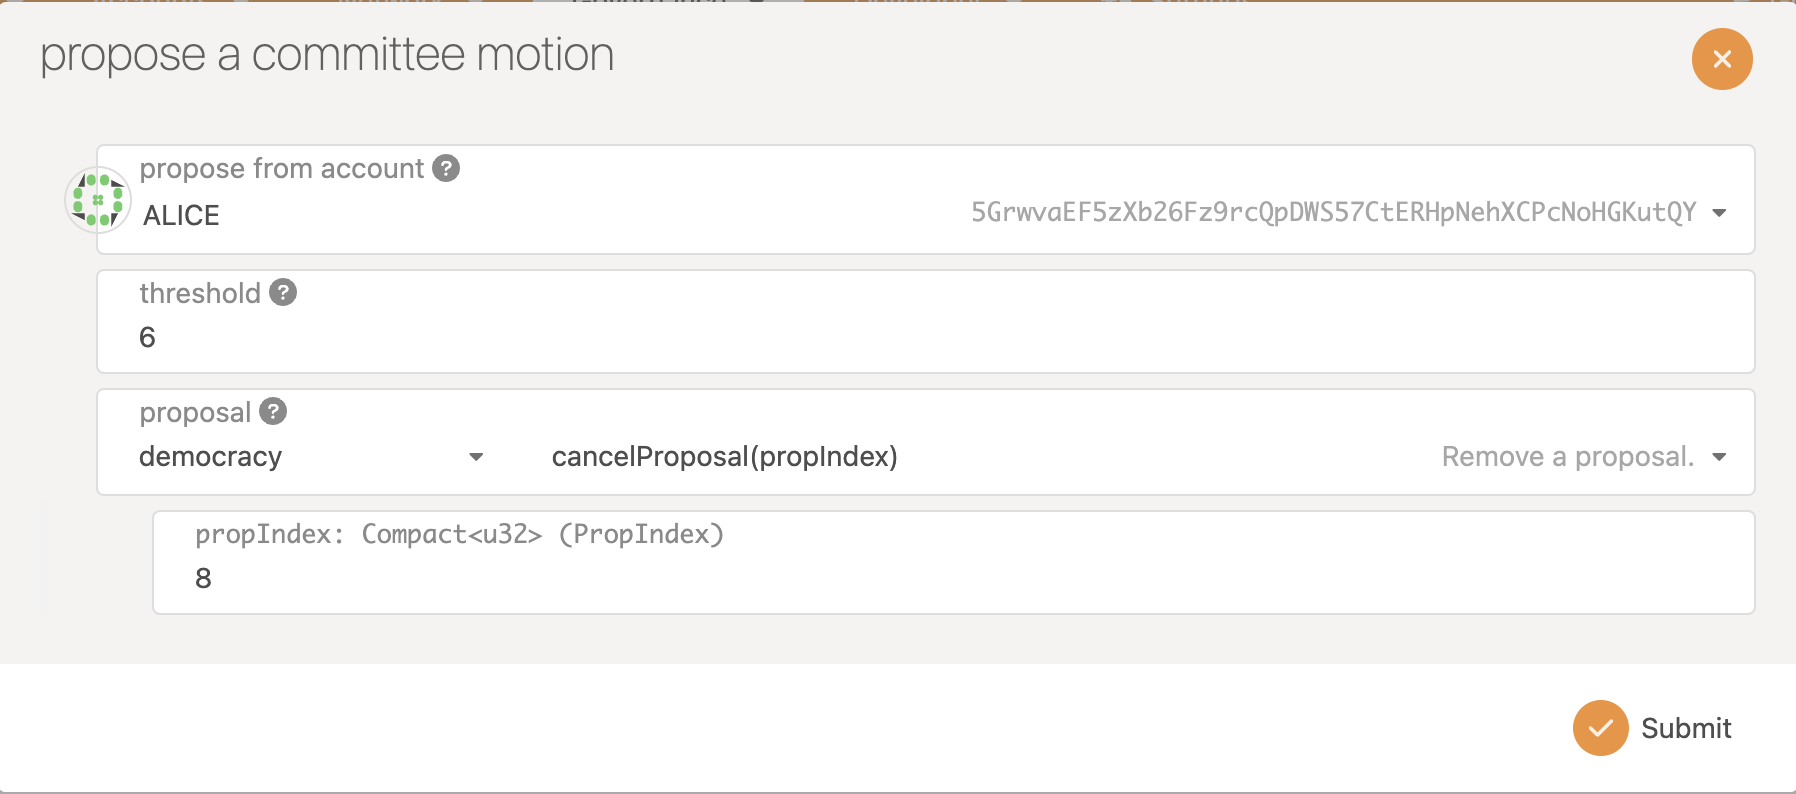 propose a committee motion
propose from account ?
ALICE 5GrwvaEF5zXb26Fz9rcQpDWS57CtERHpNehXCPcNoHGKutQY
threshold ?
6
proposal ?
democracy cancelProposal(propIndex) Remove a proposal.
propIndex: Compact<u32> (PropIndex)
8
Submit